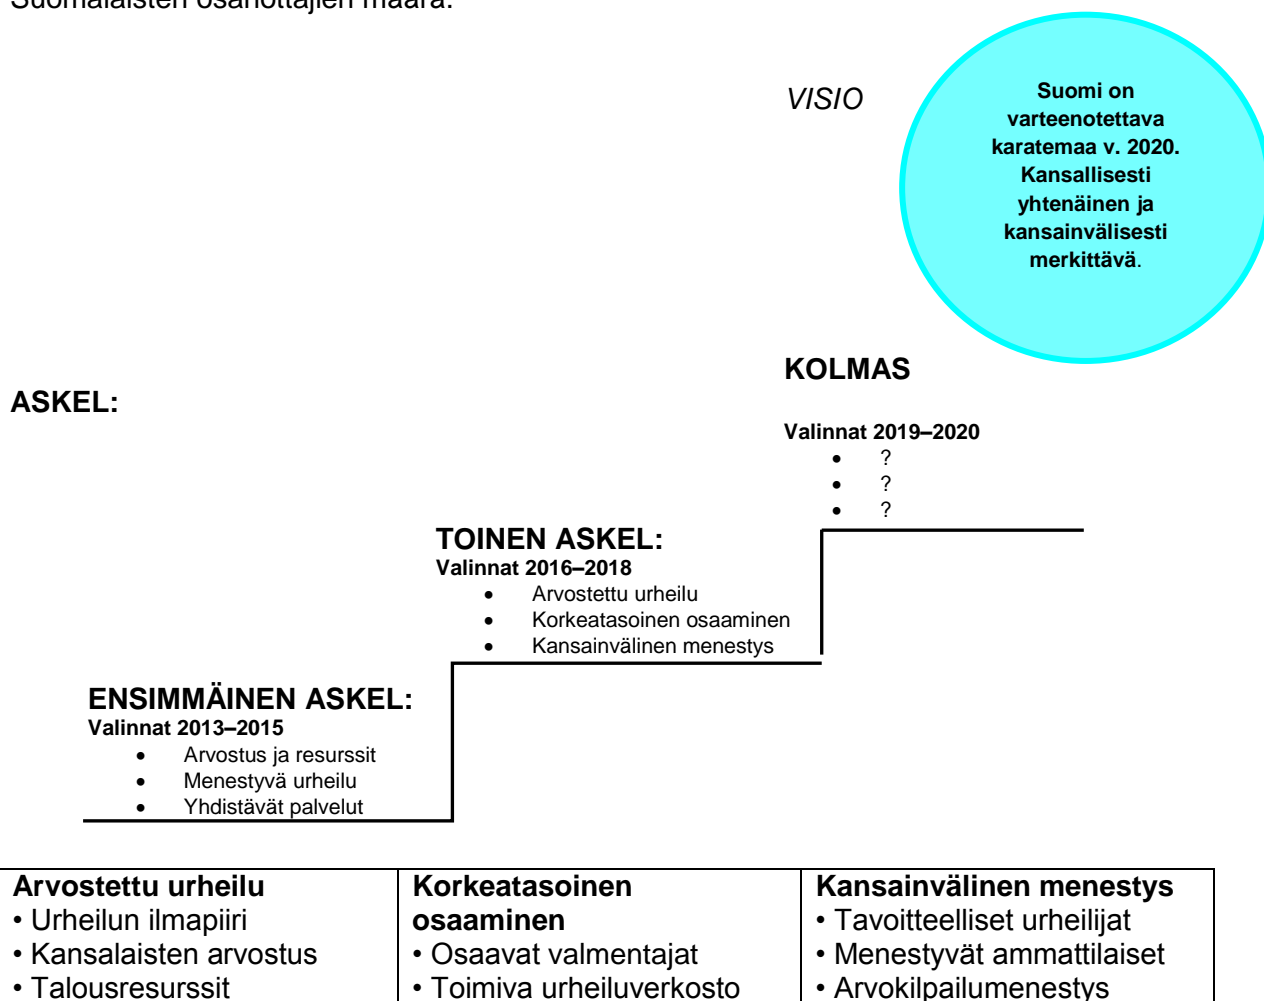 Suomalaisten osanottajien määrä.
VISIO
Suomi on
varteenotettava
karatemaa v. 2020.
Kansallisesti
yhtenäinen ja
kansainvälisesti
merkittävä.
KOLMAS
ASKEL:
Valinnat 2019–2020
• ?
• ?
• ?
TOINEN ASKEL:
Valinnat 2016–2018
• Arvostettu urheilu
• Korkeatasoinen osaaminen
• Kansainvälinen menestys
ENSIMMÄINEN ASKEL:
Valinnat 2013–2015
• Arvostus ja resurssit
• Menestyvä urheilu
• Yhdistävät palvelut
Arvostettu urheilu
• Urheilun ilmapiiri
• Kansalaisten arvostus
• Talousresurssit
Korkeatasoinen
osaaminen
• Osaavat valmentajat
• Toimiva urheiluverkosto
Kansainvälinen menestys
• Tavoitteelliset urheilijat
• Menestyvät ammattilaiset
• Arvokilpailumenestys